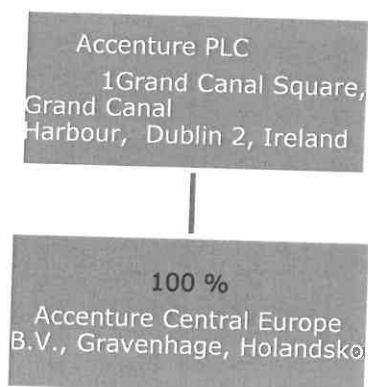 Accenture PLC
1Grand Canal Square,
Grand Canal
Harbour, Dublin 2, Ireland
100 %
Accenture Central Europe
B.V., Gravenhage, Holandsko